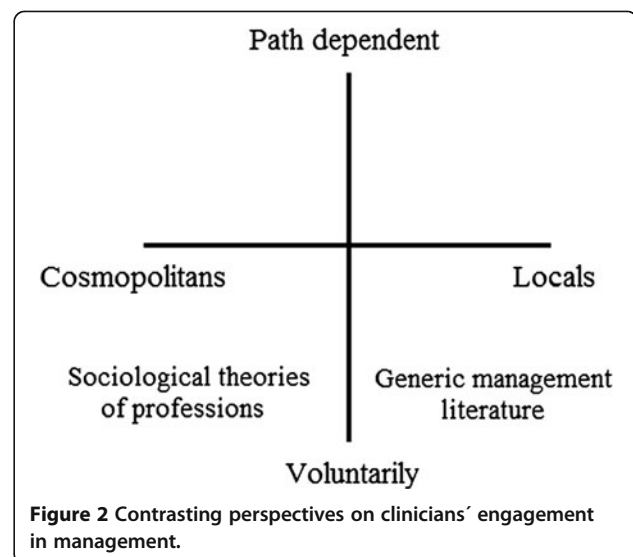 Path dependent
Cosmopolitans
Locals
Sociological theories
of professions
Generic management
literature
Voluntarily
Figure 2 Contrasting perspectives on clinicians´ engagement
in management.